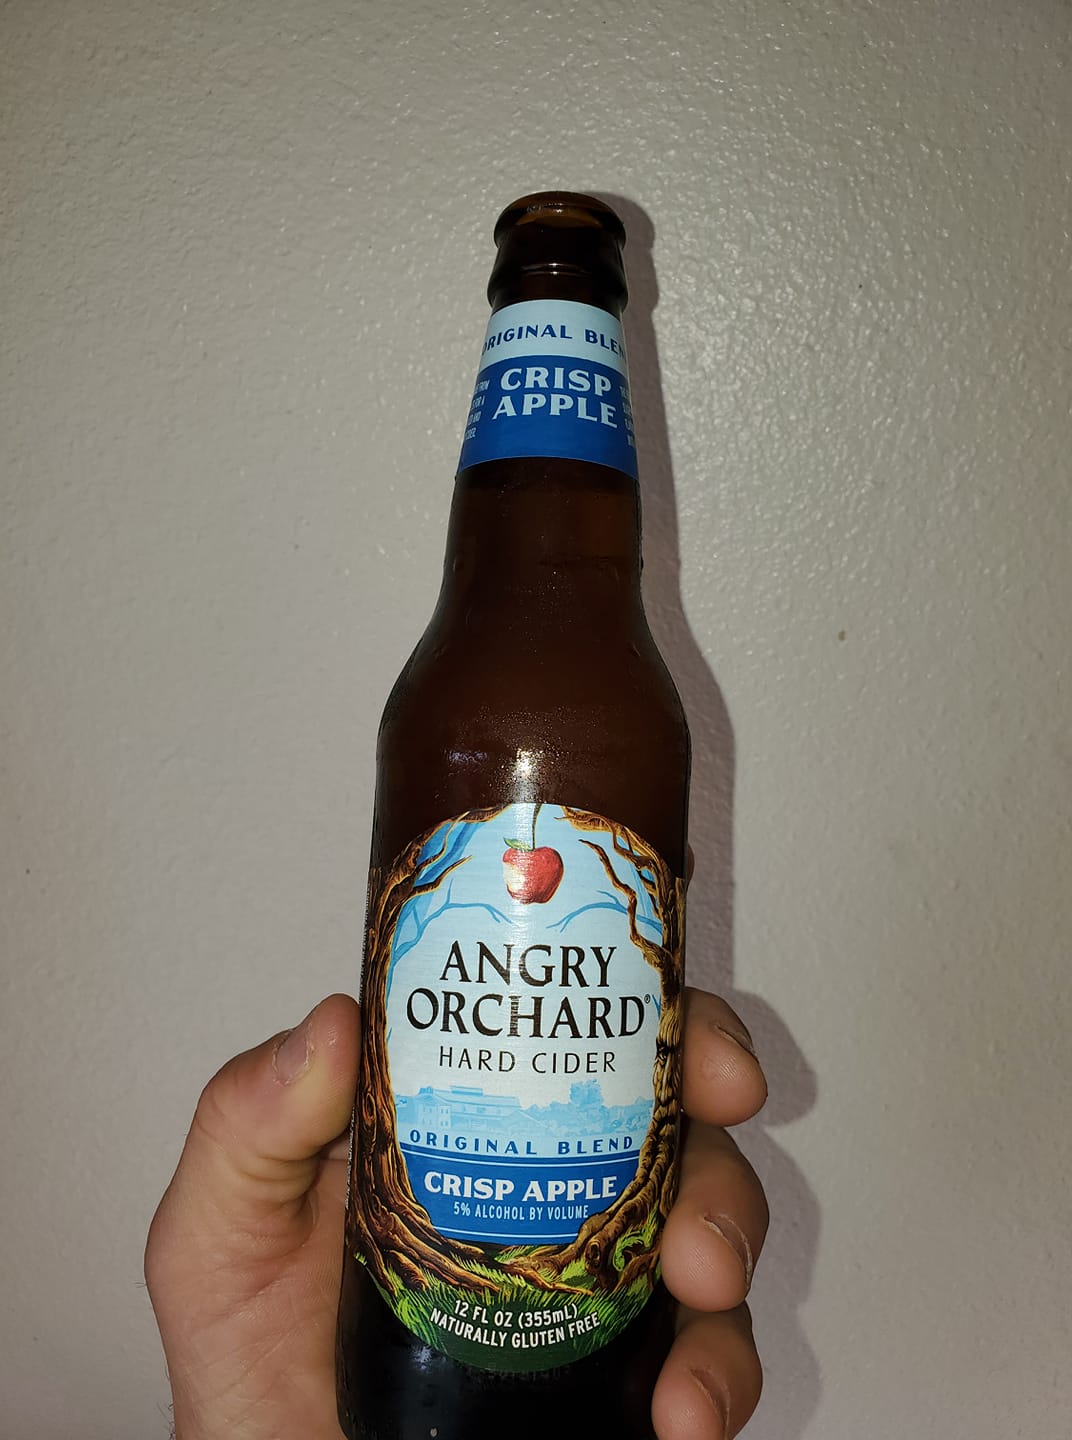 ORIGINAL BLEN
CRISP
APPLE
ANGRY
ORCHARD®
HARD CIDER
ORIGINAL BLEND
CRISP APPLE
5% ALCOHOL BY VOLUME
12 FL OZ (355mL)
NATURALLY GLUTEN FREE